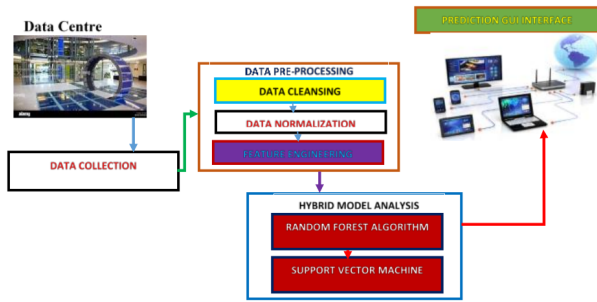 Data Centre
PREDICTION GUI INTERFACE
DATA PRE-PROCESSING
DATA CLEANSING
DATA NORMALIZATION
FEATURE ENGINEERING
DATA COLLECTION
HYBRID MODEL ANALYSIS
RANDOM FOREST ALGORITHM
SUPPORT VECTOR MACHINE